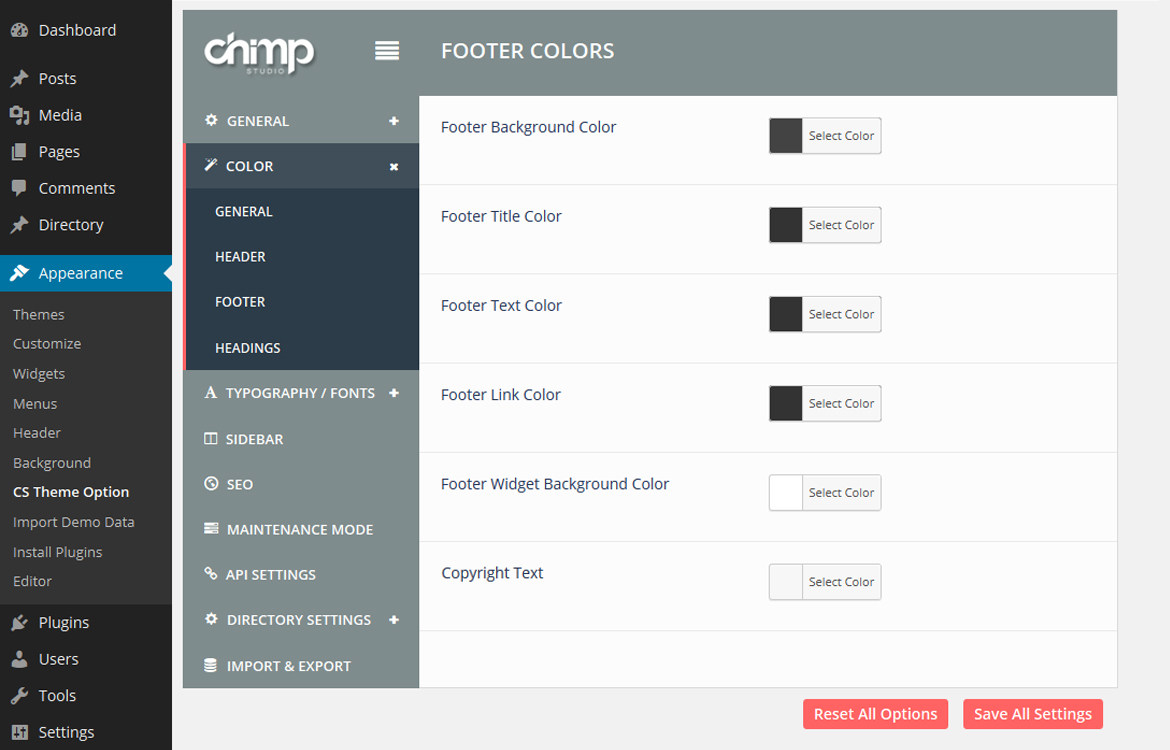 Dashboard
Posts
Media
Pages
Comments
Directory
Appearance
Themes
Customize
Widgets
Menus
Header
Background
CS Theme Option
Import Demo Data
Install Plugins
Editor
Plugins
Users
Tools
Settings
chimp
STUDIO
GENERAL
COLOR
GENERAL
HEADER
FOOTER
HEADINGS
TYPOGRAPHY / FONTS
SIDEBAR
SEO
MAINTENANCE MODE
API SETTINGS
DIRECTORY SETTINGS
IMPORT & EXPORT
FOOTER COLORS
Footer Background Color Select Color
Footer Title Color Select Color
Footer Text Color Select Color
Footer Link Color Select Color
Footer Widget Background Color Select Color
Copyright Text Select Color
Reset All Options Save All Settings